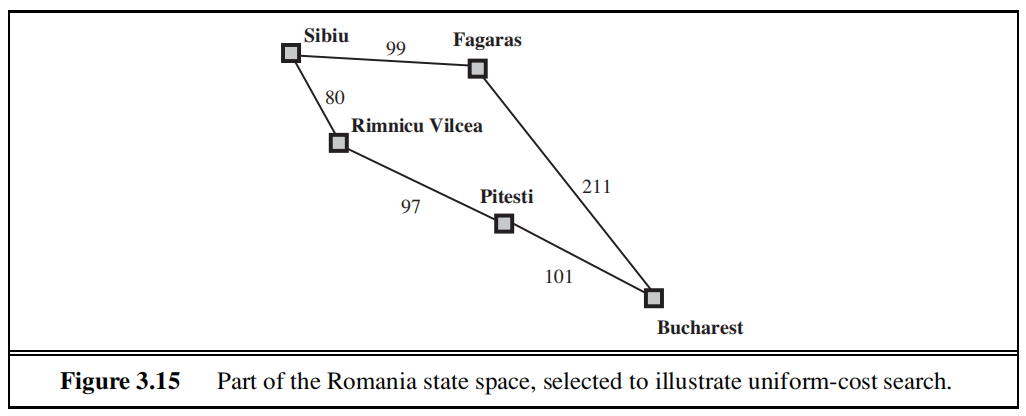 Sibiu
99
Fagaras
80
Rimnicu Vilcea
211
Pitesti
97
101
Bucharest
Figure 3.15 Part of the Romania state space, selected to illustrate uniform-cost search.